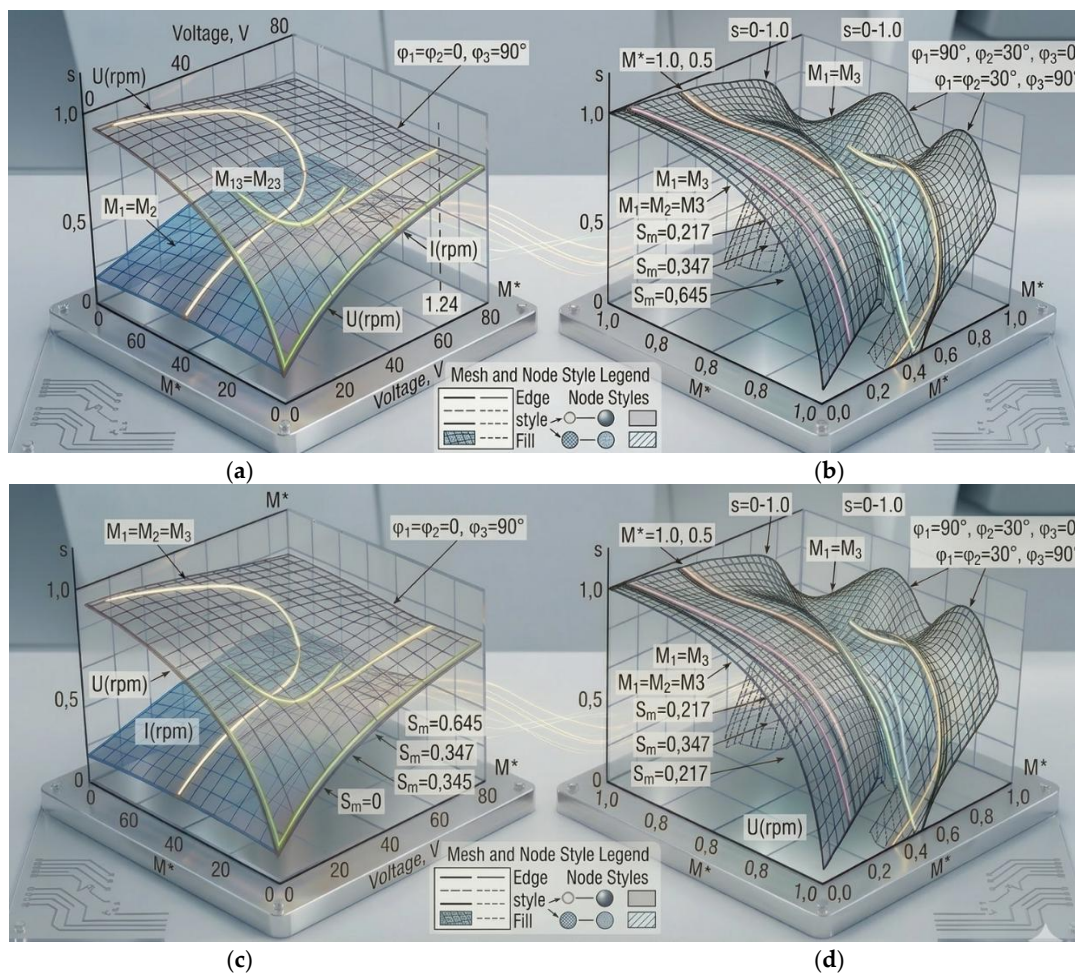 Voltage, V
80
40
0
s
1,0
0,5
0
U(rpm)
φ₁=φ₂=0, φ₃=90°
M₁₃=M₂₃
M₁=M₂
I(rpm)
U(rpm)
1.24
M*
80
60
40
20
0
Voltage, V
0
20
40
60
0
M*
s=0-1.0
s=0-1.0
M*=1.0, 0.5
M₁=M₃
φ₁=90°, φ₂=30°, φ₃=0
φ₁=φ₂=30°, φ₃=90°
M₁=M₃
M₁=M₂=M3
Sₘ=0,217
Sₘ=0,347
Sₘ=0,645
1,0
0,8
0,8
0,8
1,0
M*
0,0
0,2
0,4
0,6
0,8
1,0
M*
M*
Mesh and Node Style Legend
Edge
Node Styles
style
Fill
(a)
(b)
M*
M₁=M₂=M₃
φ₁=φ₂=0, φ₃=90°
s
1,0
0,5
0
U(rpm)
I(rpm)
Sₘ=0.645
Sₘ=0,347
Sₘ=0,345
Sₘ=0
M*
80
60
40
20
0
Voltage, V
0
20
40
60
0
M*
s=0-1.0
s=0-1.0
M*=1.0, 0.5
M₁=M₃
φ₁=90°, φ₂=30°, φ₃=0
φ₁=φ₂=30°, φ₃=90°
M₁=M₃
M₁=M₂=M3
Sₘ=0,217
Sₘ=0,347
Sₘ=0,217
U(rpm)
1,0
0,8
0,8
0,8
1,0
M*
0,0
0,2
0,4
0,6
0,8
1,0
M*
M*
Mesh and Node Style Legend
Edge
Node Styles
style
Fill
(c)
(d)